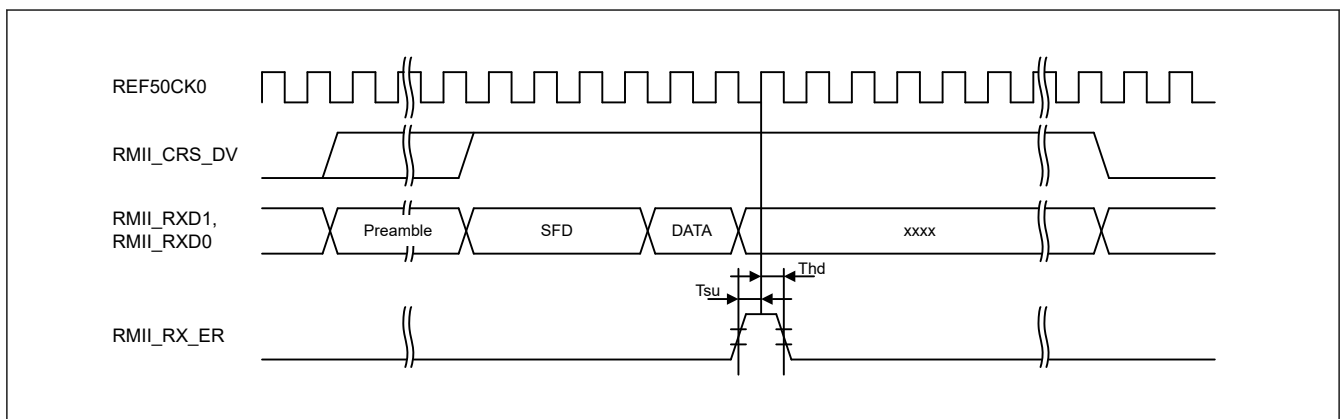 REF50CK0
RMII_CRS_DV
RMII_RXD1,
RMII_RXD0
Preamble
SFD
DATA
xxxx
Thd
Tsu
RMII_RX_ER